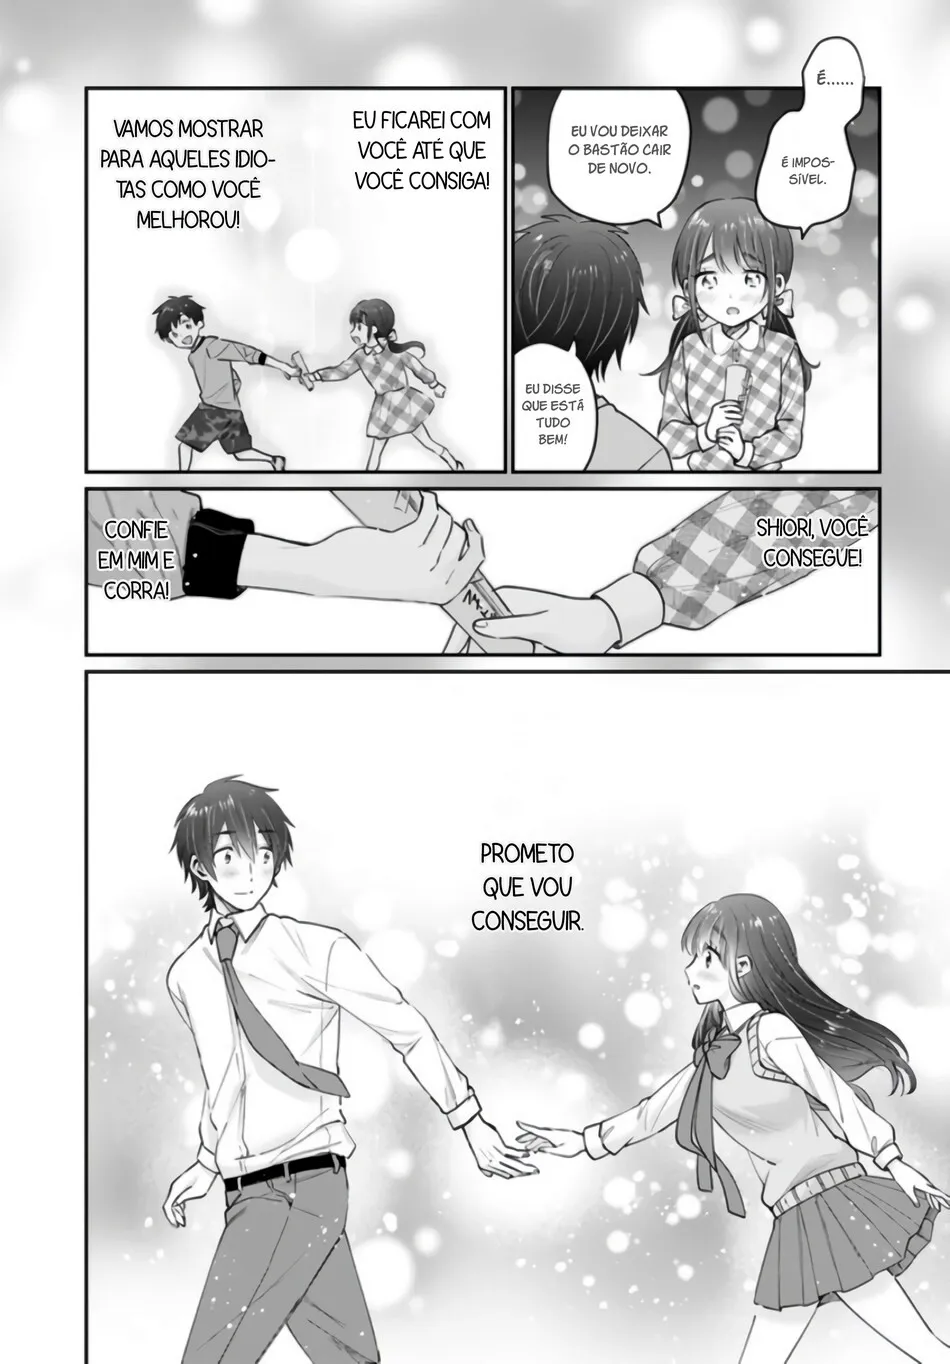 É......
É IMPOS-
SÍVEL.
EU VOU DEIXAR
O BASTÃO CAIR
DE NOVO.
EU DISSE
QUE ESTÁ
TUDO
BEM!
EU FICAREI COM
VOCÊ ATÉ QUE
VOCÊ CONSIGA!
VAMOS MOSTRAR
PARA AQUELES IDIO-
TAS COMO VOCÊ
MELHOROU!
SHIORI, VOCÊ
CONSEGUE!
CONFIE
EM MIM E
CORRA!
PROMETO
QUE VOU
CONSEGUIR.